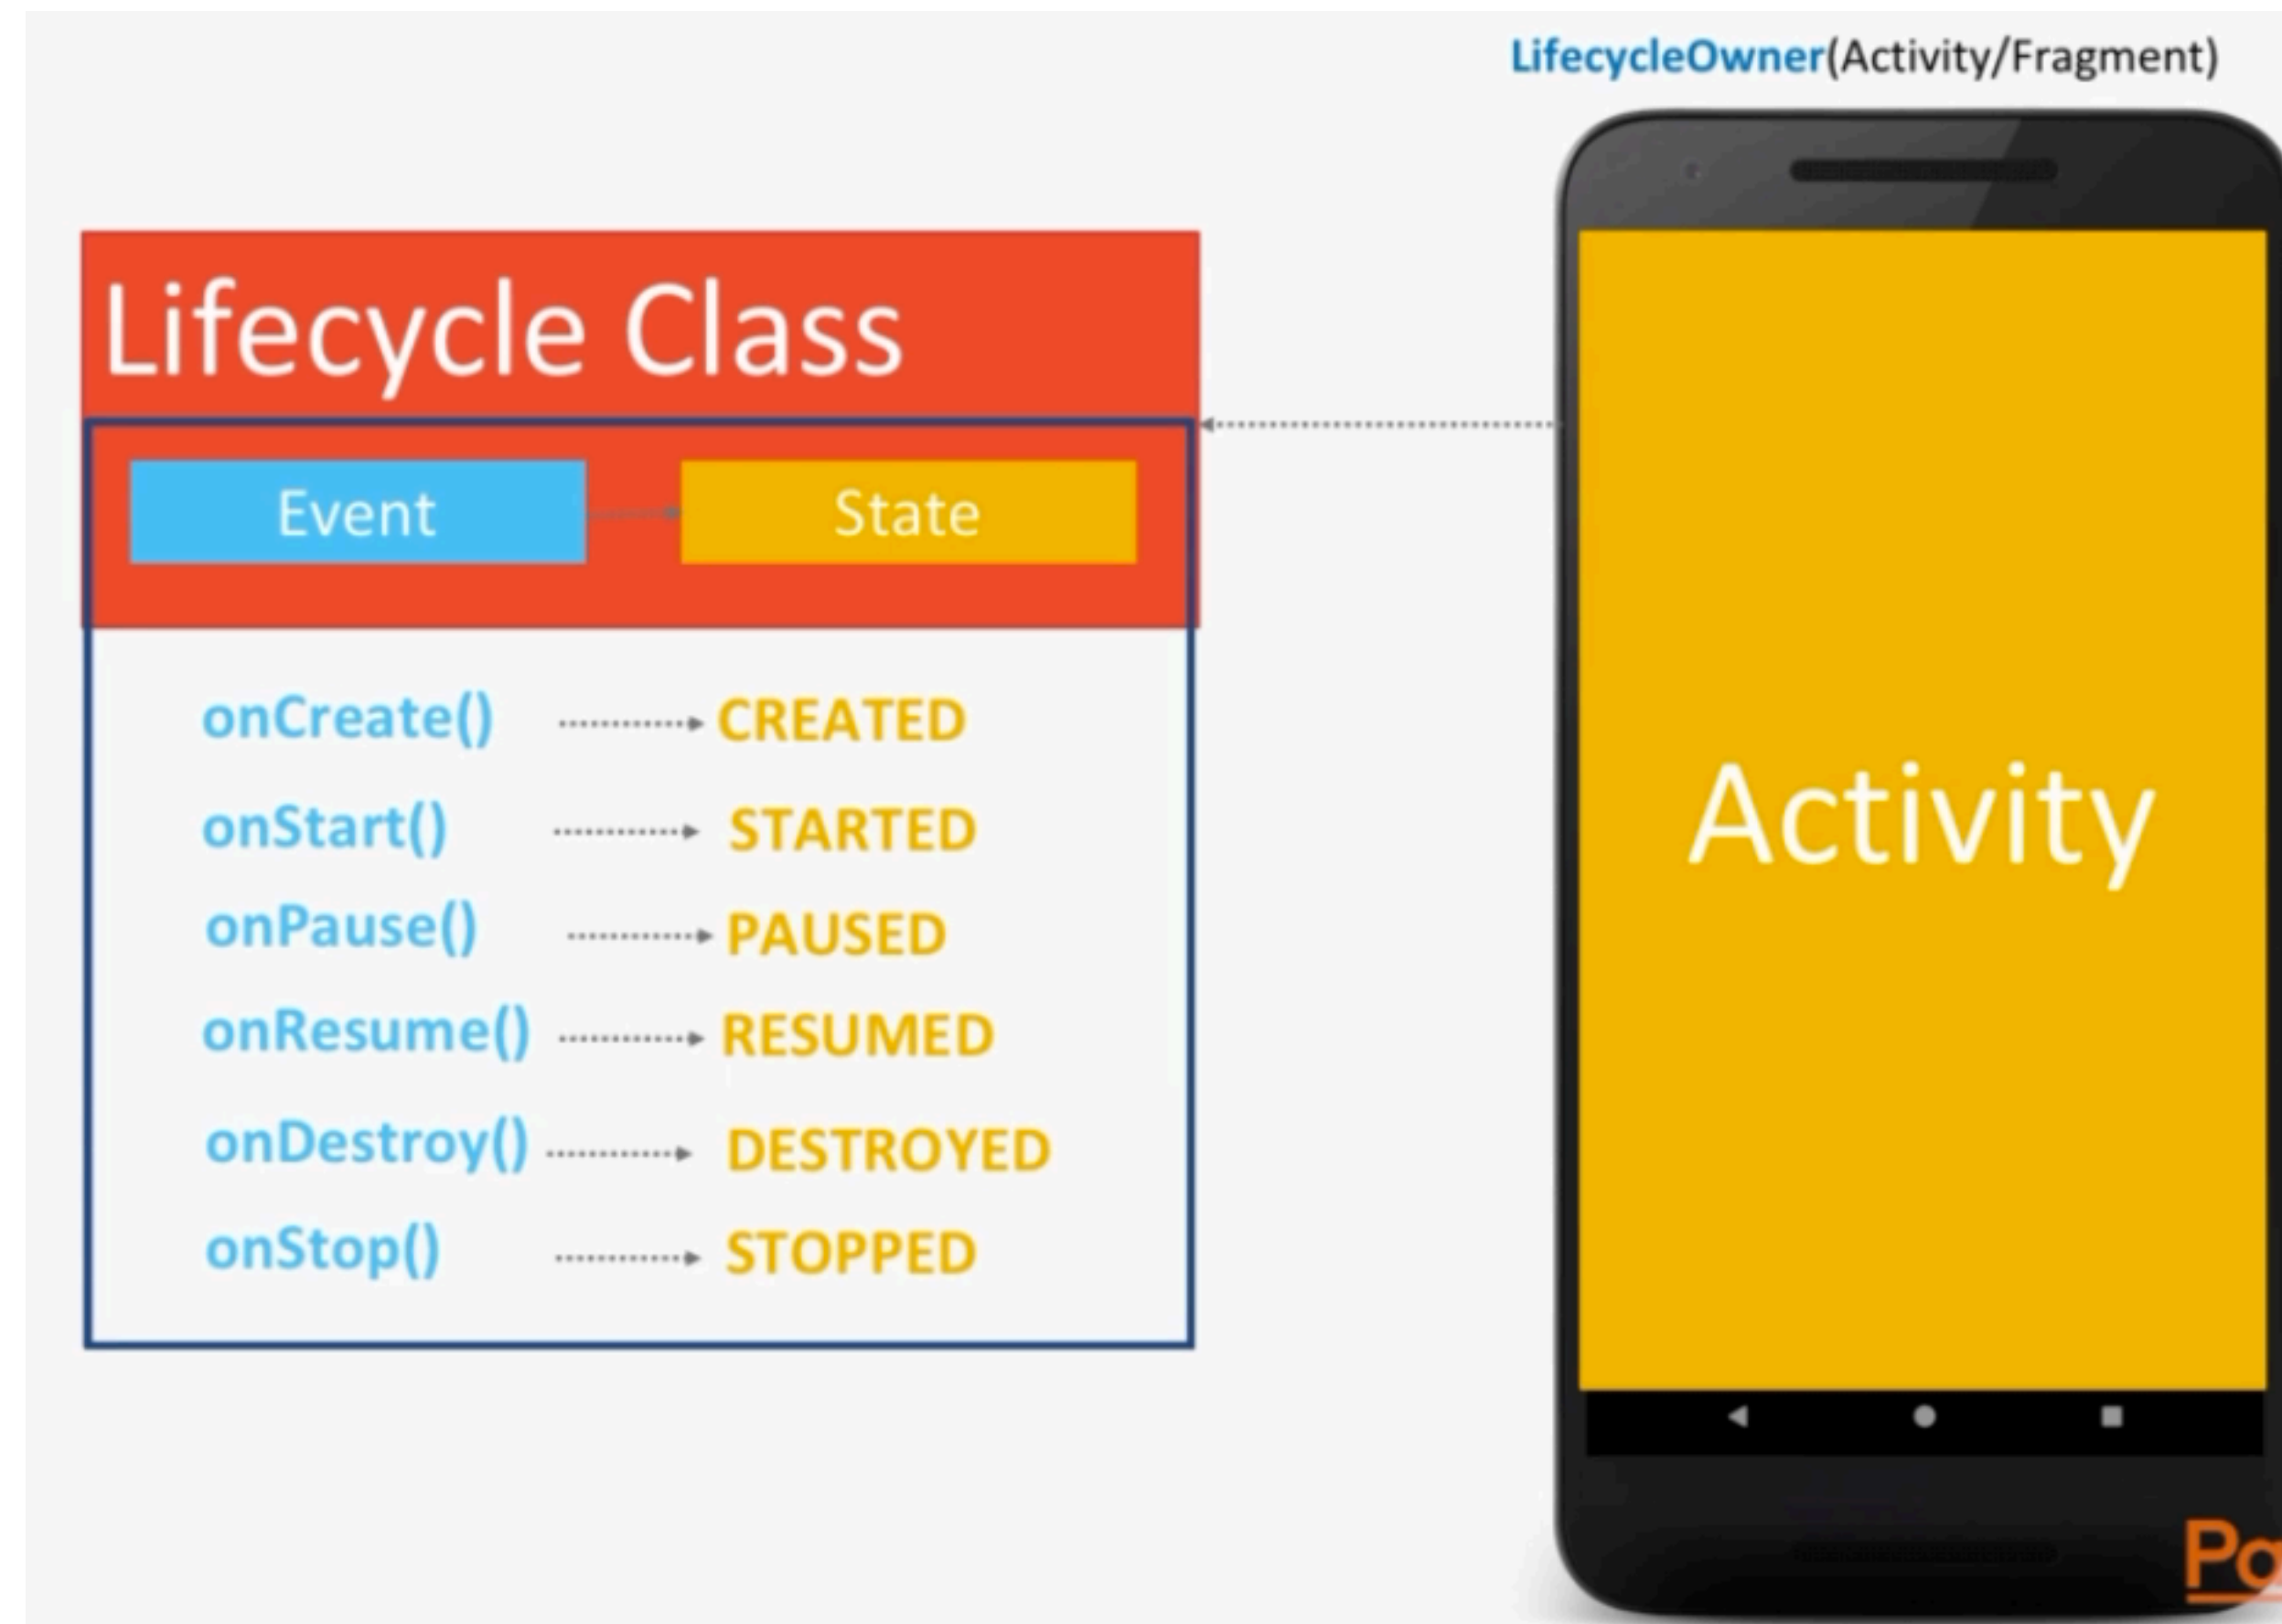 LifecycleOwner(Activity/Fragment)
Lifecycle Class
Event State
onCreate() CREATED
onStart() STARTED
onPause() PAUSED
onResume() RESUMED
onDestroy() DESTROYED
onStop() STOPPED
Activity